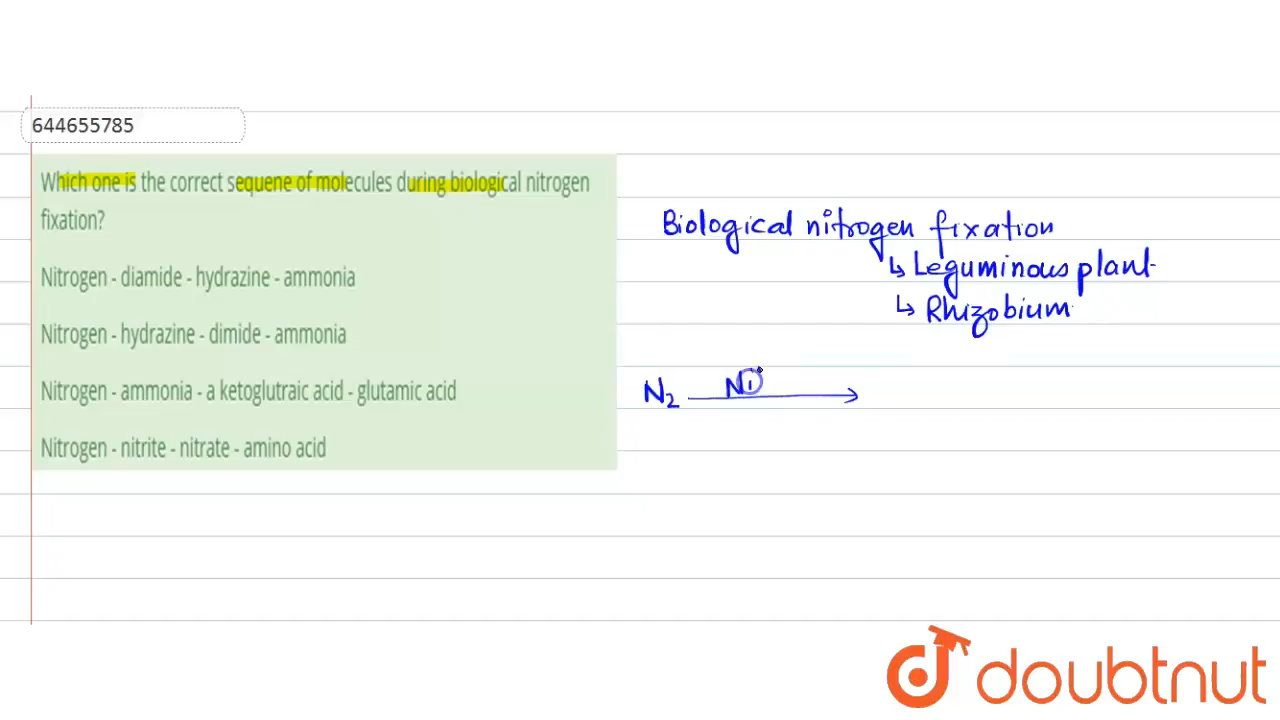 644655785
Which one is the correct sequene of molecules during biological nitrogen
fixation?
Nitrogen - diamide - hydrazine - ammonia
Nitrogen - hydrazine - dimide - ammonia
Nitrogen - ammonia - a ketoglutraic acid - glutamic acid
Nitrogen - nitrite - nitrate - amino acid
Biological nitrogen fixation
↳ Leguminous plant
↳ Rhizobium
N2 Ni
doubtnut